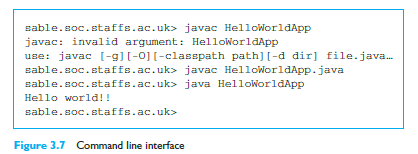 sable.soc.staffs.ac.uk> javac HelloWorldApp
javac: invalid argument: HelloWorldApp
use: javac [-g][-O][-classpath path][-d dir] file.java…
sable.soc.staffs.ac.uk> javac HelloWorldApp.java
sable.soc.staffs.ac.uk> java HelloWorldApp
Hello world!!
sable.soc.staffs.ac.uk>
Figure 3.7 Command line interface